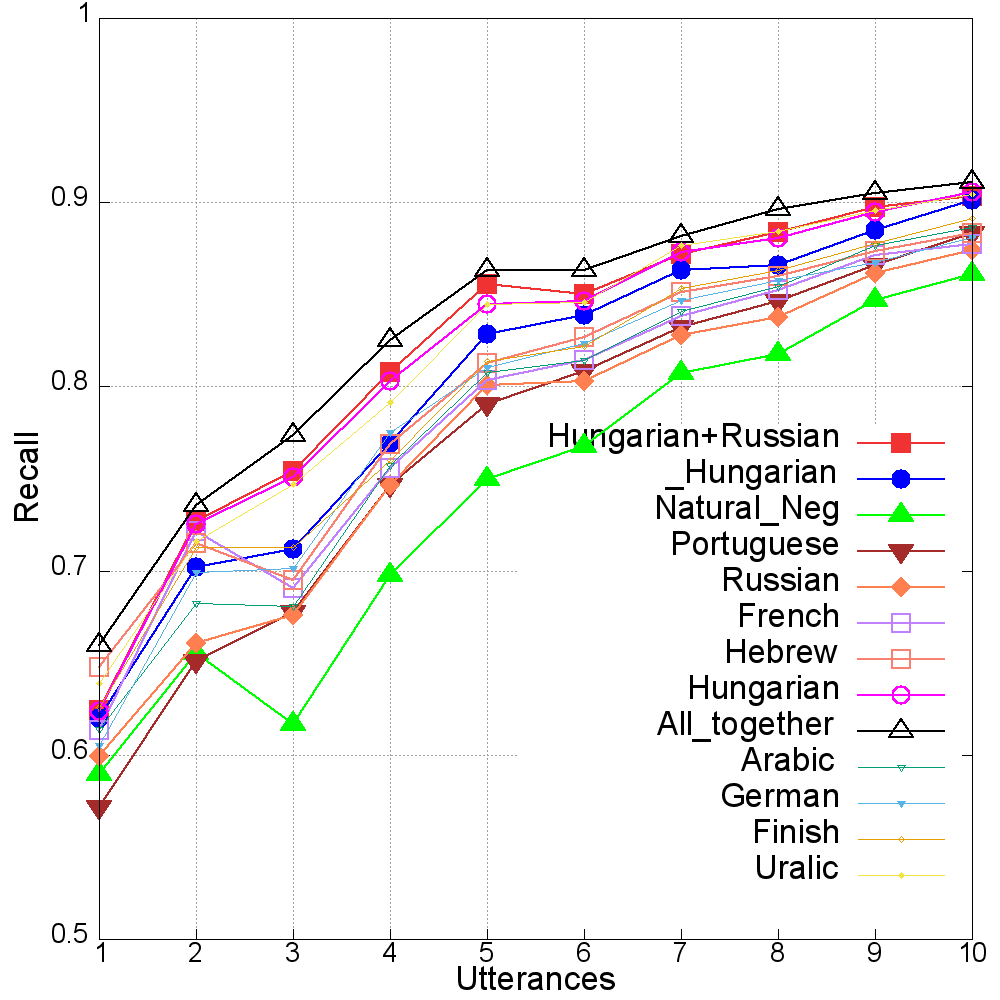 1
0.9
0.8
0.7
0.6
0.5
Recall
Hungarian+Russian
_Hungarian
Natural_Neg
Portuguese
Russian
French
Hebrew
Hungarian
All_together
Arabic
German
Finish
Uralic
1 2 3 4 5 6 7 8 9 10
Utterances